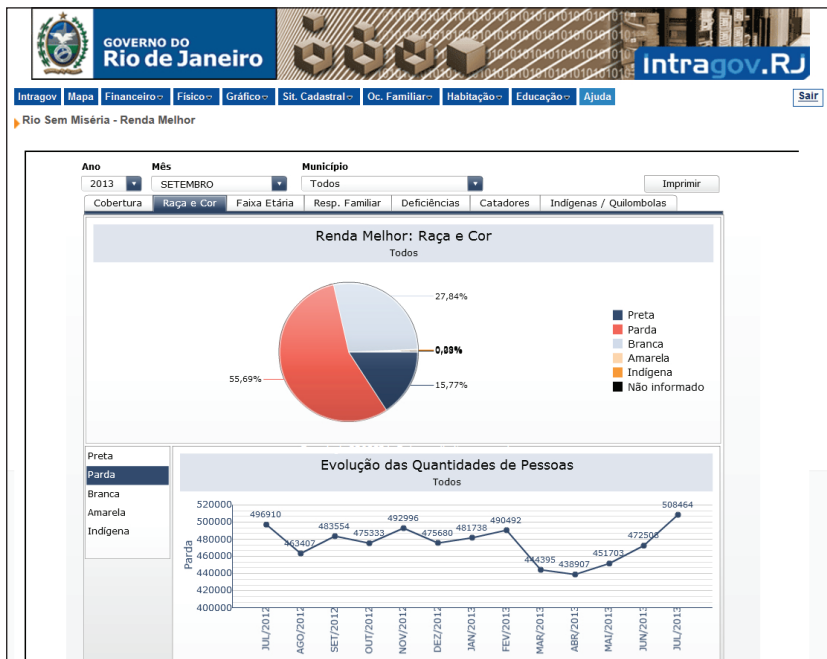 GOVERNO DO
Rio de Janeiro
intragov.RJ
Intragov Mapa Financeiro Físico Gráfico Sit. Cadastral Oc. Familiar Habitação Educação Ajuda Sair
Rio Sem Miséria - Renda Melhor
Ano Mês Município
2013 SETEMBRO Todos Imprimir
Cobertura Raça e Cor Faixa Etária Resp. Familiar Deficiências Catadores Indígenas / Quilombolas
Renda Melhor: Raça e Cor
Todos
27,84%
15,77%
55,69%
Preta
Parda
Branca
Amarela
Indígena
Não informado
Preta
Parda
Branca
Amarela
Indígena
Evolução das Quantidades de Pessoas
Todos
Parda
520000
500000
480000
460000
440000
420000
400000
496910 463407 483554 475333 492996 475680 481738 490492 444395 438907 451703 472508 508464
JUL/2012 AGO/2012 SET/2012 OUT/2012 NOV/2012 DEZ/2012 JAN/2013 FEV/2013 MAR/2013 ABR/2013 MAI/2013 JUN/2013 JUL/2013